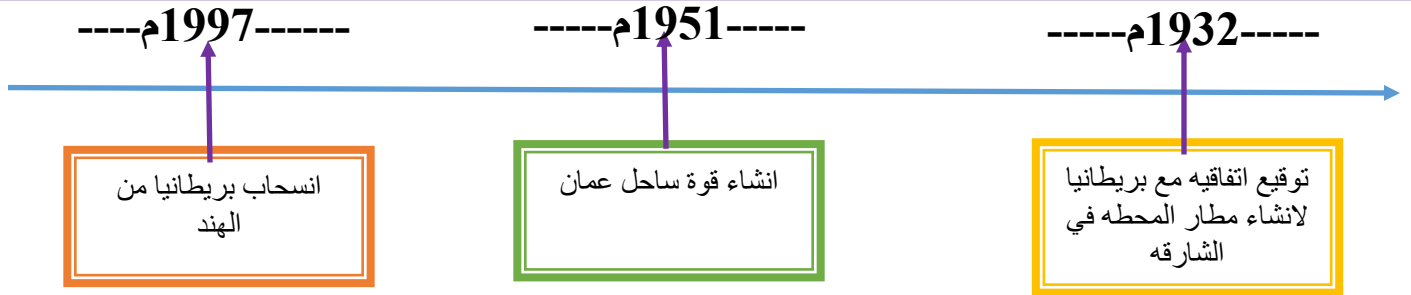 -----1932م-----
-----1951م-----
------1997م----
توقيع اتفاقيه مع بريطانيا
لانشاء مطار المحطه في
الشارقه
انشاء قوة ساحل عمان
انسحاب بريطانيا من
الهند